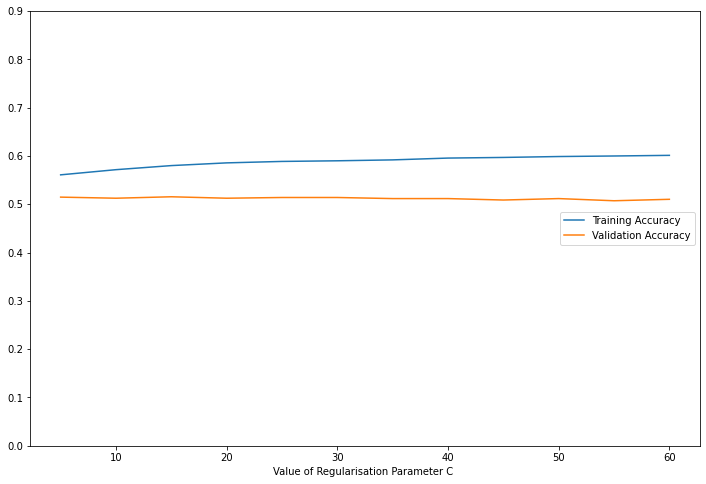 0.9
0.8
0.7
0.6
0.5
0.4
0.3
0.2
0.1
0.0
Training Accuracy
Validation Accuracy
10 20 30 40 50 60
Value of Regularisation Parameter C